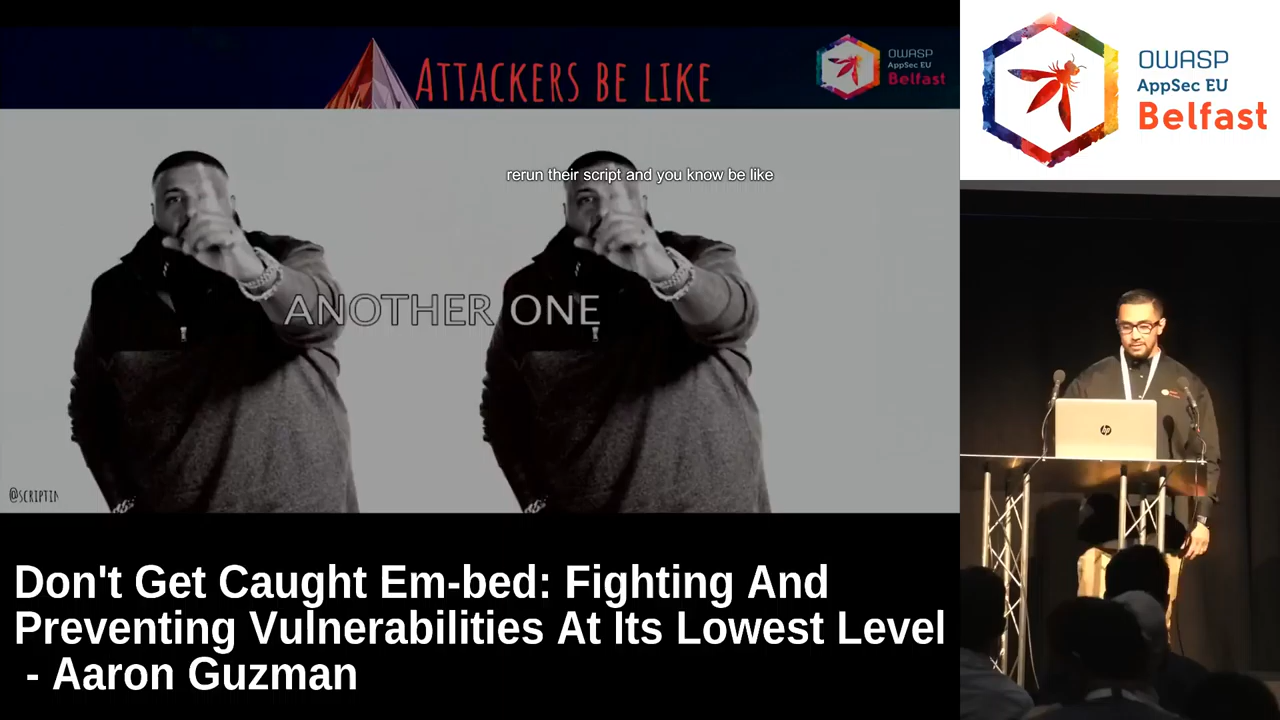 ATTACKERS BE LIKE
OWASP
AppSec EU
Belfast
rerun their script and you know be like
ANOTHER ONE
@SCRIPTIN
Don't Get Caught Em-bed: Fighting And
Preventing Vulnerabilities At Its Lowest Level
- Aaron Guzman
OWASP
AppSec EU
Belfast
hp